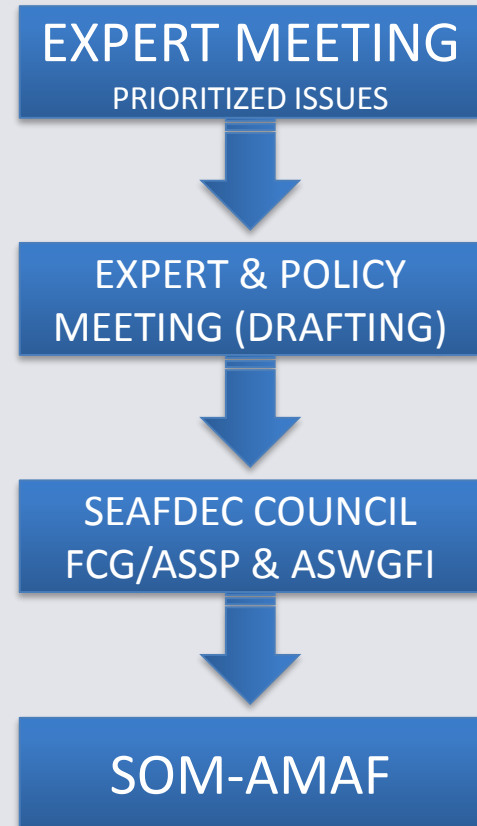 EXPERT MEETING
PRIORITIZED ISSUES
EXPERT & POLICY
MEETING (DRAFTING)
SEAFDEC COUNCIL
FCG/ASSP & ASWGFI
SOM-AMAF